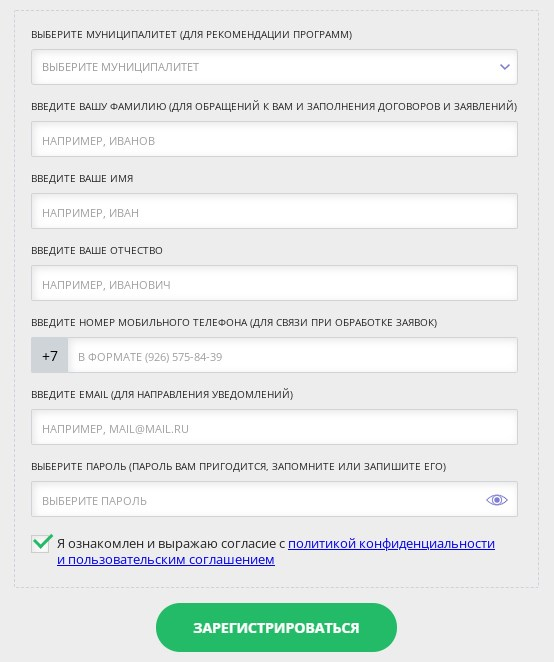 ВЫБЕРИТЕ МУНИЦИПАЛИТЕТ (ДЛЯ РЕКОМЕНДАЦИИ ПРОГРАММ)
ВЫБЕРИТЕ МУНИЦИПАЛИТЕТ
ВВЕДИТЕ ВАШУ ФАМИЛИЮ (ДЛЯ ОБРАЩЕНИЙ К ВАМ И ЗАПОЛНЕНИЯ ДОГОВОРОВ И ЗАЯВЛЕНИЙ)
НАПРИМЕР, ИВАНОВ
ВВЕДИТЕ ВАШЕ ИМЯ
НАПРИМЕР, ИВАН
ВВЕДИТЕ ВАШЕ ОТЧЕСТВО
НАПРИМЕР, ИВАНОВИЧ
ВВЕДИТЕ НОМЕР МОБИЛЬНОГО ТЕЛЕФОНА (ДЛЯ СВЯЗИ ПРИ ОБРАБОТКЕ ЗАЯВОК)
+7 В ФОРМАТЕ (926) 575-84-39
ВВЕДИТЕ EMAIL (ДЛЯ НАПРАВЛЕНИЯ УВЕДОМЛЕНИЙ)
НАПРИМЕР, MAIL@MAIL.RU
ВЫБЕРИТЕ ПАРОЛЬ (ПАРОЛЬ ВАМ ПРИГОДИТСЯ, ЗАПОМНИТЕ ИЛИ ЗАПИШИТЕ ЕГО)
ВЫБЕРИТЕ ПАРОЛЬ
Я ознакомлен и выражаю согласие с политикой конфиденциальности
и пользовательским соглашением
ЗАРЕГИСТРИРОВАТЬСЯ